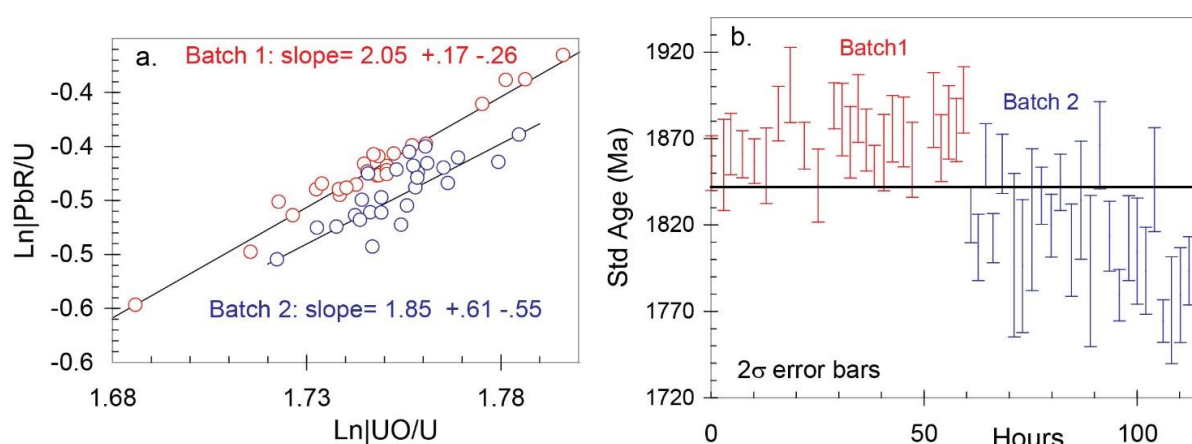 a.
Batch 1: slope= 2.05 +.17 -.26
-0.4
-0.4
-0.5
-0.5
-0.6
-0.6
Ln|PbR/U
Batch 2: slope= 1.85 +.61 -.55
1.68
1.73
1.78
Ln|UO/U
b.
Batch1
Batch 2
1920
1870
1820
1770
1720
Std Age (Ma)
2σ error bars
0
50
100
Hours